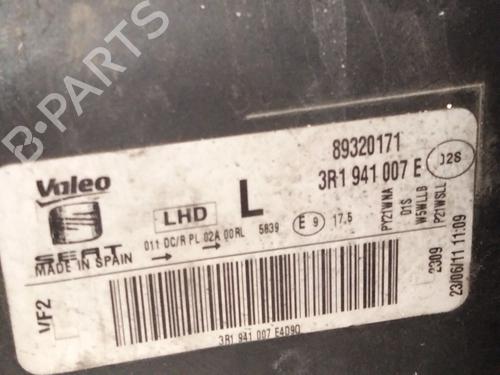 B-PARTS
Valeo
SEAT
MADE IN SPAIN
LHD
L
89320171
3R1 941 007 E
02S
011 DC/R PL 02A 00RL 5839
E 9 17.5
PY21WNA
D1S
W5WLLB
P21WSLL
2309
23/06/11 11:09
VF2
3R1 941 007 E4D90